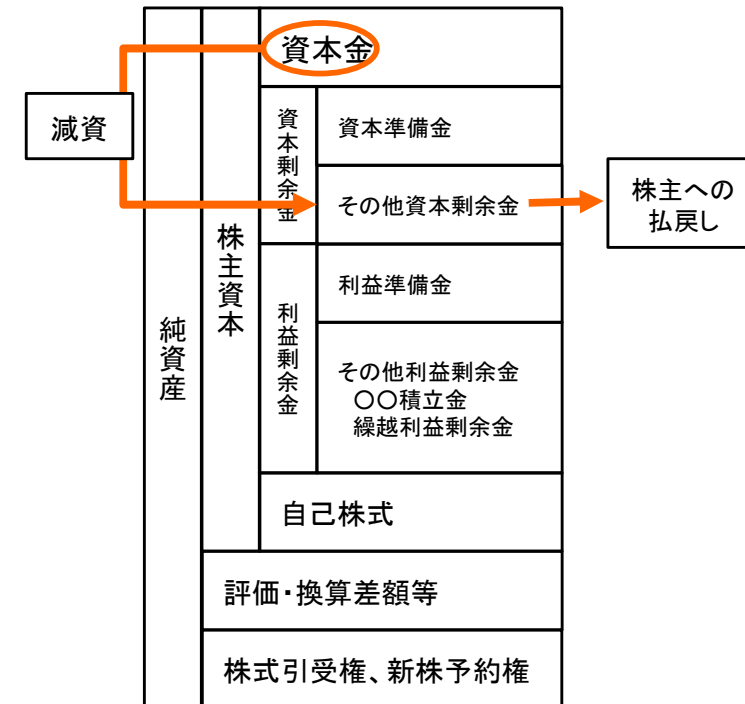 純資産
株主資本
資本金
減資
資本剰余金
資本準備金
その他資本剰余金
株主への
払戻し
利益剰余金
利益準備金
その他利益剰余金
〇〇積立金
繰越利益剰余金
自己株式
評価・換算差額等
株式引受権、新株予約権